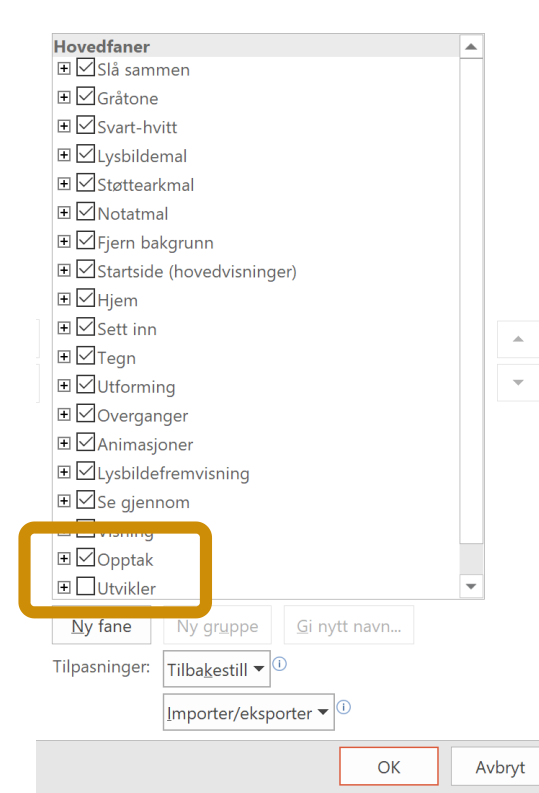 Hovedfaner
Slå sammen
Gråtone
Svart-hvitt
Lysbildemal
Støttearkmal
Notatmal
Fjern bakgrunn
Startside (hovedvisninger)
Hjem
Sett inn
Tegn
Utforming
Overganger
Animasjoner
Lysbildefremvisning
Se gjennom
Visning
Opptak
Utvikler
Ny fane Ny gruppe Gi nytt navn...
Tilpasninger: Tilbakestill
Importer/eksporter
OK Avbryt